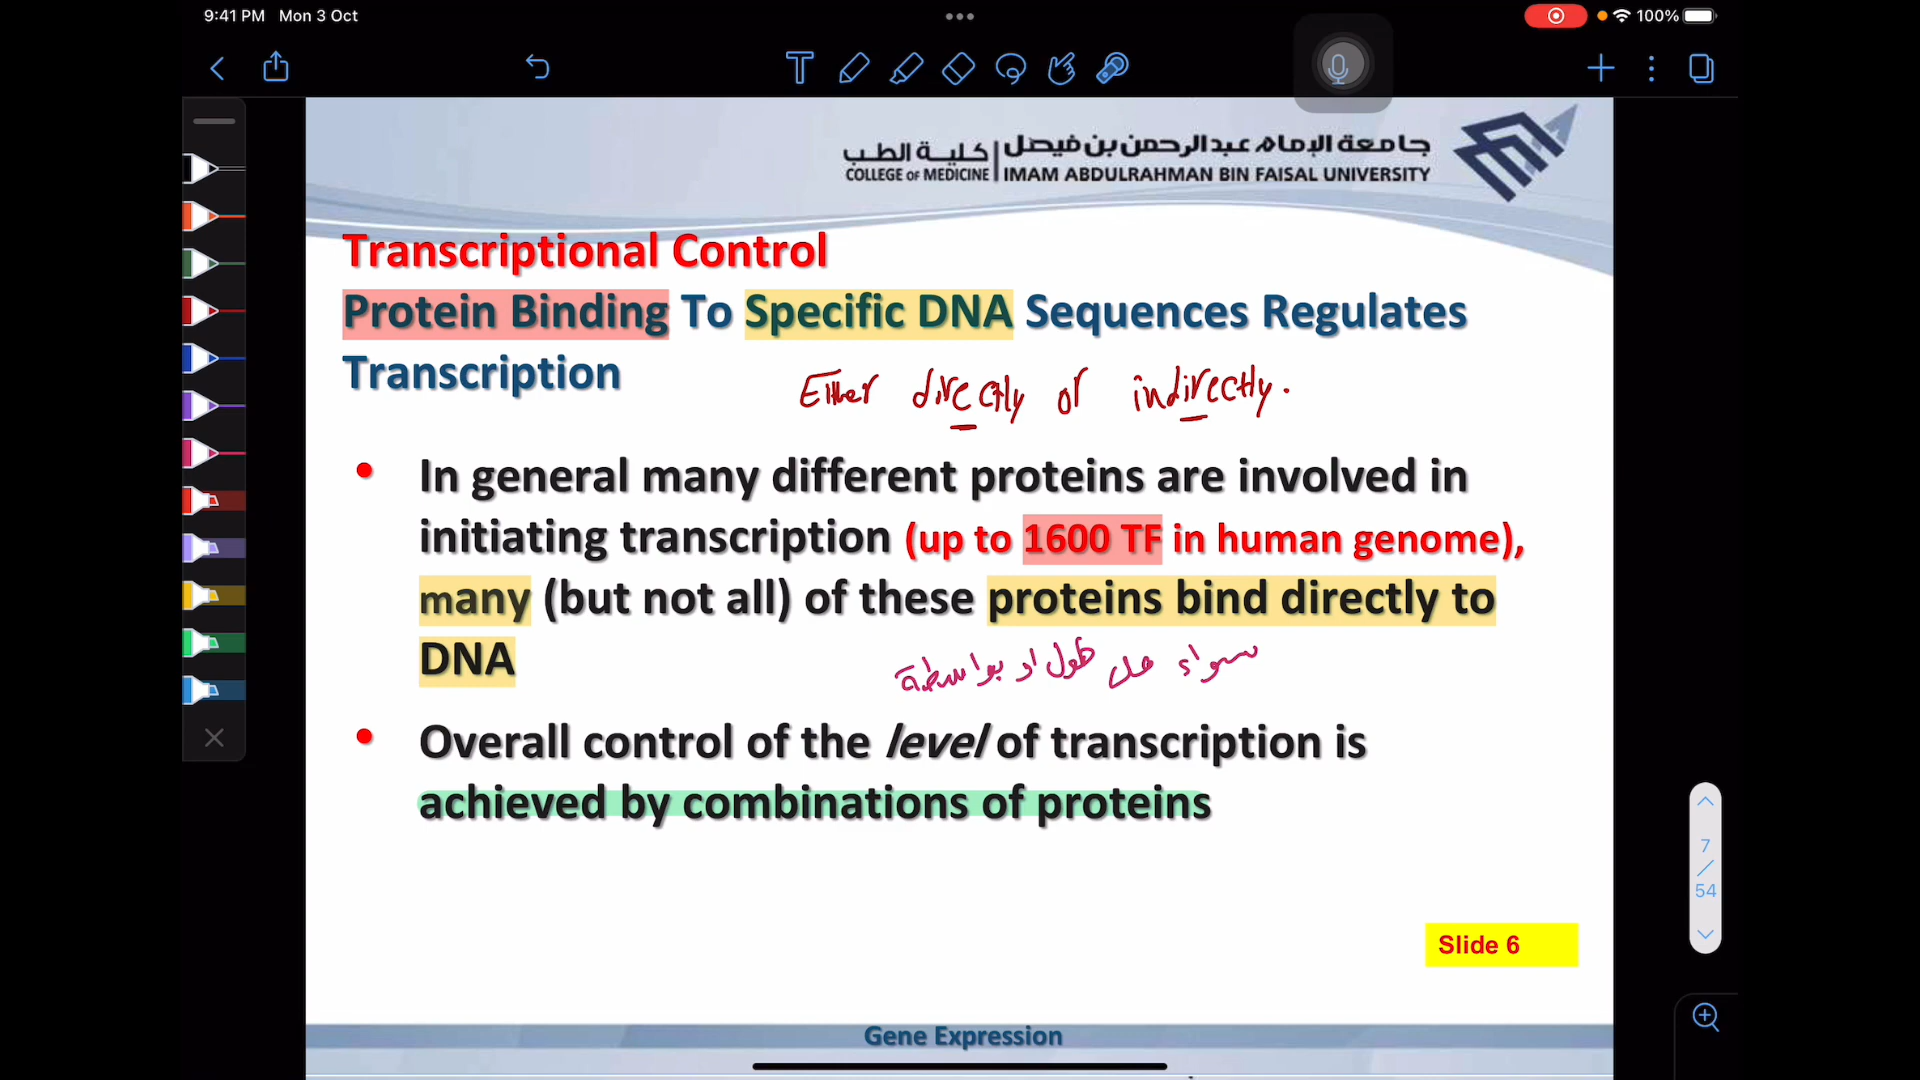 9:41 PM Mon 3 Oct
100%
جامعة الإمام عبدالرحمن بن فيصل | كلية الطب
COLLEGE OF MEDICINE | IMAM ABDULRAHMAN BIN FAISAL UNIVERSITY
Transcriptional Control
Protein Binding To Specific DNA Sequences Regulates
Transcription
Either directly or indirectly.
• In general many different proteins are involved in
initiating transcription (up to 1600 TF in human genome),
many (but not all) of these proteins bind directly to
DNA
سواء على طول او بواسطة
• Overall control of the level of transcription is
achieved by combinations of proteins
7
/
54
Slide 6
Gene Expression